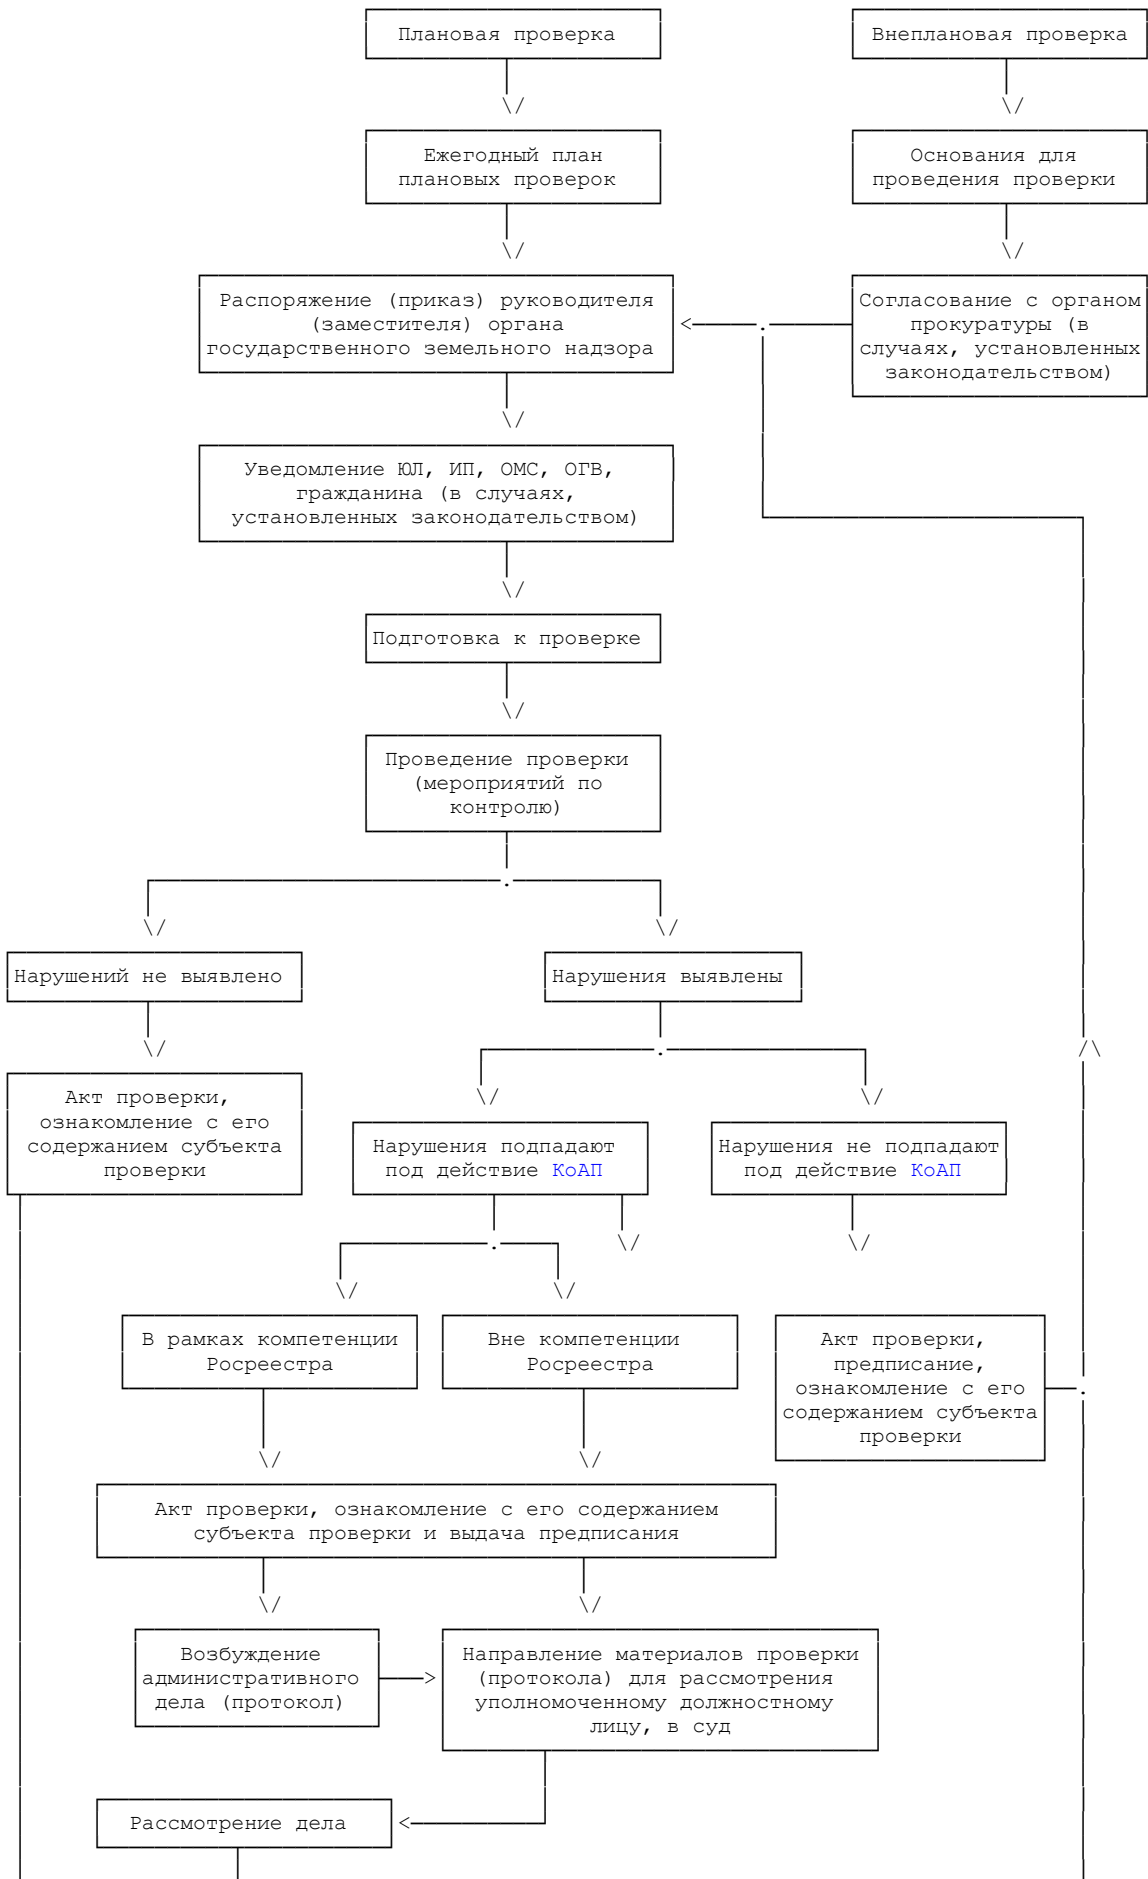 Плановая проверка
Внеплановая проверка
Ежегодный план
плановых проверок
Основания для
проведения проверки
Распоряжение (приказ) руководителя
(заместителя) органа
государственного земельного надзора
Согласование с органом
прокуратуры (в
случаях, установленных
законодательством)
Уведомление ЮЛ, ИП, ОМС, ОГВ,
гражданина (в случаях,
установленных законодательством)
Подготовка к проверке
Проведение проверки
(мероприятий по
контролю)
Нарушений не выявлено
Нарушения выявлены
Акт проверки,
ознакомление с его
содержанием субъекта
проверки
Нарушения подпадают
под действие КоАП
Нарушения не подпадают
под действие КоАП
В рамках компетенции
Росреестра
Вне компетенции
Росреестра
Акт проверки,
предписание,
ознакомление с его
содержанием субъекта
проверки
Акт проверки, ознакомление с его содержанием
субъекта проверки и выдача предписания
Возбуждение
административного
дела (протокол)
Направление материалов проверки
(протокола) для рассмотрения
уполномоченному должностному
лицу, в суд
Рассмотрение дела